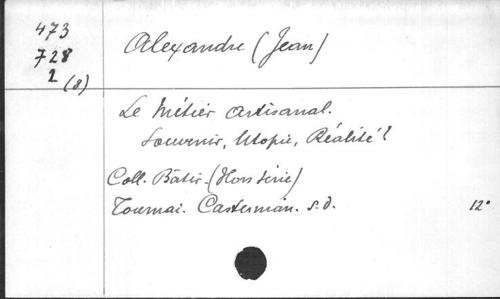 473
728
2 (8)
Alexandre (Jean)
Le Métier artisanal.
Souvenir, Utopie, Réalité?
Coll. Bâtir. (Hors série)
Tournai. Casterman. s.d.
12°